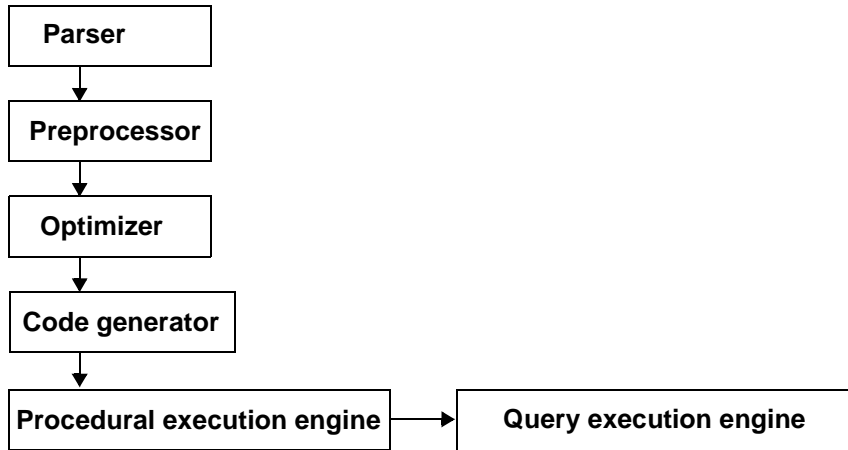 Parser
Preprocessor
Optimizer
Code generator
Procedural execution engine
Query execution engine